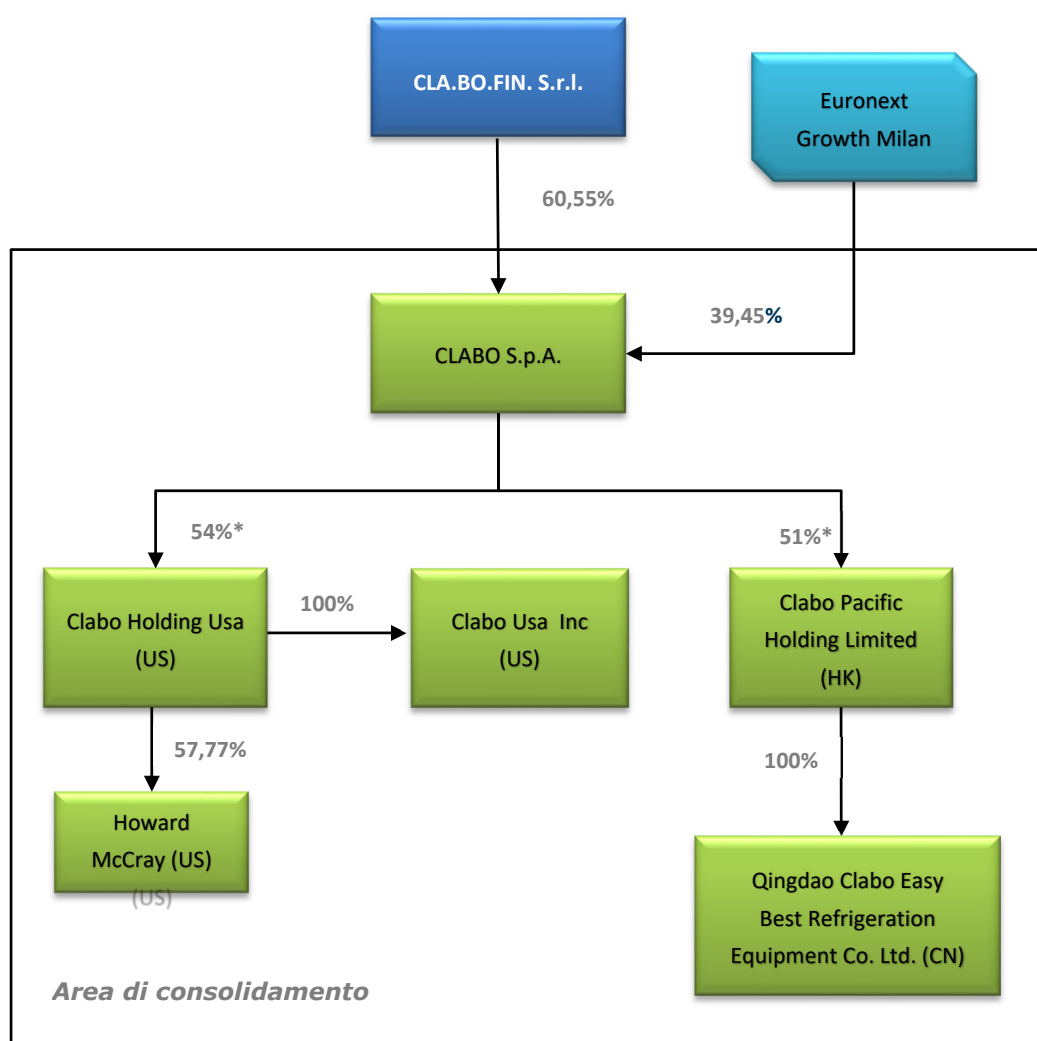 CLA.BO.FIN. S.r.l.
Euronext
Growth Milan
60,55%
39,45%
CLABO S.p.A.
54%*
51%*
Clabo Holding Usa
(US)
100%
Clabo Usa Inc
(US)
Clabo Pacific
Holding Limited
(HK)
57,77%
100%
Howard
McCray (US)
(US)
Qingdao Clabo Easy
Best Refrigeration
Equipment Co. Ltd. (CN)
Area di consolidamento